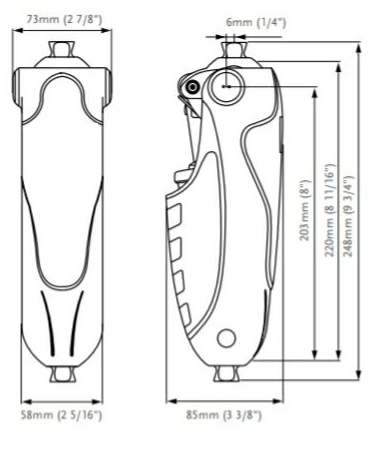 73mm (2 7/8")
6mm (1/4")
203mm (8")
220mm (8 11/16")
248mm (9 3/4")
58mm (2 5/16")
85mm (3 3/8")